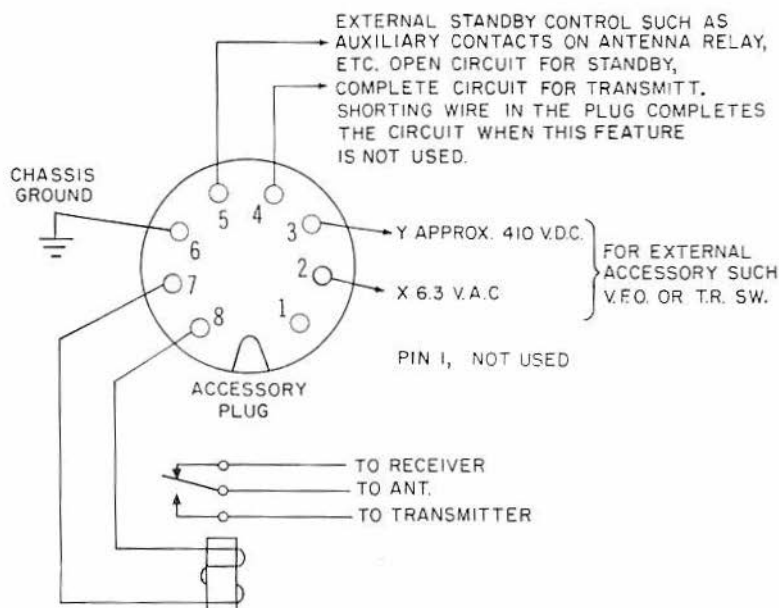 EXTERNAL STANDBY CONTROL SUCH AS
AUXILIARY CONTACTS ON ANTENNA RELAY,
ETC. OPEN CIRCUIT FOR STANDBY,
COMPLETE CIRCUIT FOR TRANSMITT.
SHORTING WIRE IN THE PLUG COMPLETES
THE CIRCUIT WHEN THIS FEATURE
IS NOT USED.
CHASSIS
GROUND
5
4
6
3
7
2
8
1
Y APPROX. 410 V.D.C.
X 6.3 V.A.C
FOR EXTERNAL
ACCESSORY SUCH
V.F.O. OR T.R. SW.
PIN 1, NOT USED
ACCESSORY
PLUG
TO RECEIVER
TO ANT.
TO TRANSMITTER